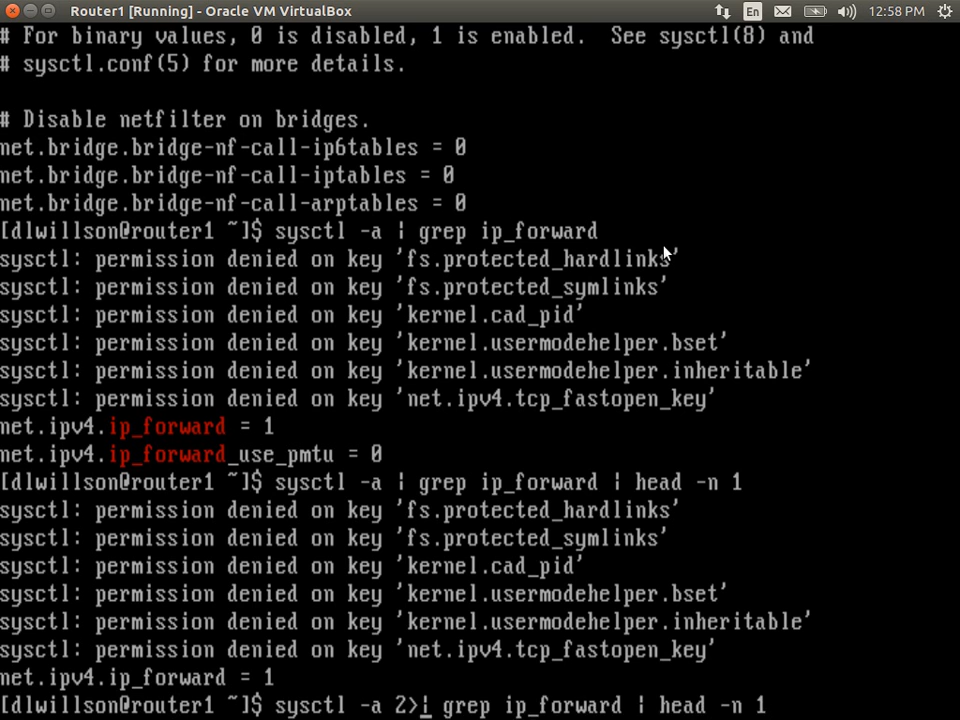 Router1 [Running] - Oracle VM VirtualBox En 12:58 PM
# For binary values, 0 is disabled, 1 is enabled.  See sysctl(8) and
# sysctl.conf(5) for more details.
# Disable netfilter on bridges.
net.bridge.bridge-nf-call-ip6tables = 0
net.bridge.bridge-nf-call-iptables = 0
net.bridge.bridge-nf-call-arptables = 0
[dlwillson@router1 ~]$ sysctl -a | grep ip_forward
sysctl: permission denied on key 'fs.protected_hardlinks'
sysctl: permission denied on key 'fs.protected_symlinks'
sysctl: permission denied on key 'kernel.cad_pid'
sysctl: permission denied on key 'kernel.usermodehelper.bset'
sysctl: permission denied on key 'kernel.usermodehelper.inheritable'
sysctl: permission denied on key 'net.ipv4.tcp_fastopen_key'
net.ipv4.ip_forward = 1
net.ipv4.ip_forward_use_pmtu = 0
[dlwillson@router1 ~]$ sysctl -a | grep ip_forward | head -n 1
sysctl: permission denied on key 'fs.protected_hardlinks'
sysctl: permission denied on key 'fs.protected_symlinks'
sysctl: permission denied on key 'kernel.cad_pid'
sysctl: permission denied on key 'kernel.usermodehelper.bset'
sysctl: permission denied on key 'kernel.usermodehelper.inheritable'
sysctl: permission denied on key 'net.ipv4.tcp_fastopen_key'
net.ipv4.ip_forward = 1
[dlwillson@router1 ~]$ sysctl -a 2>| grep ip_forward | head -n 1